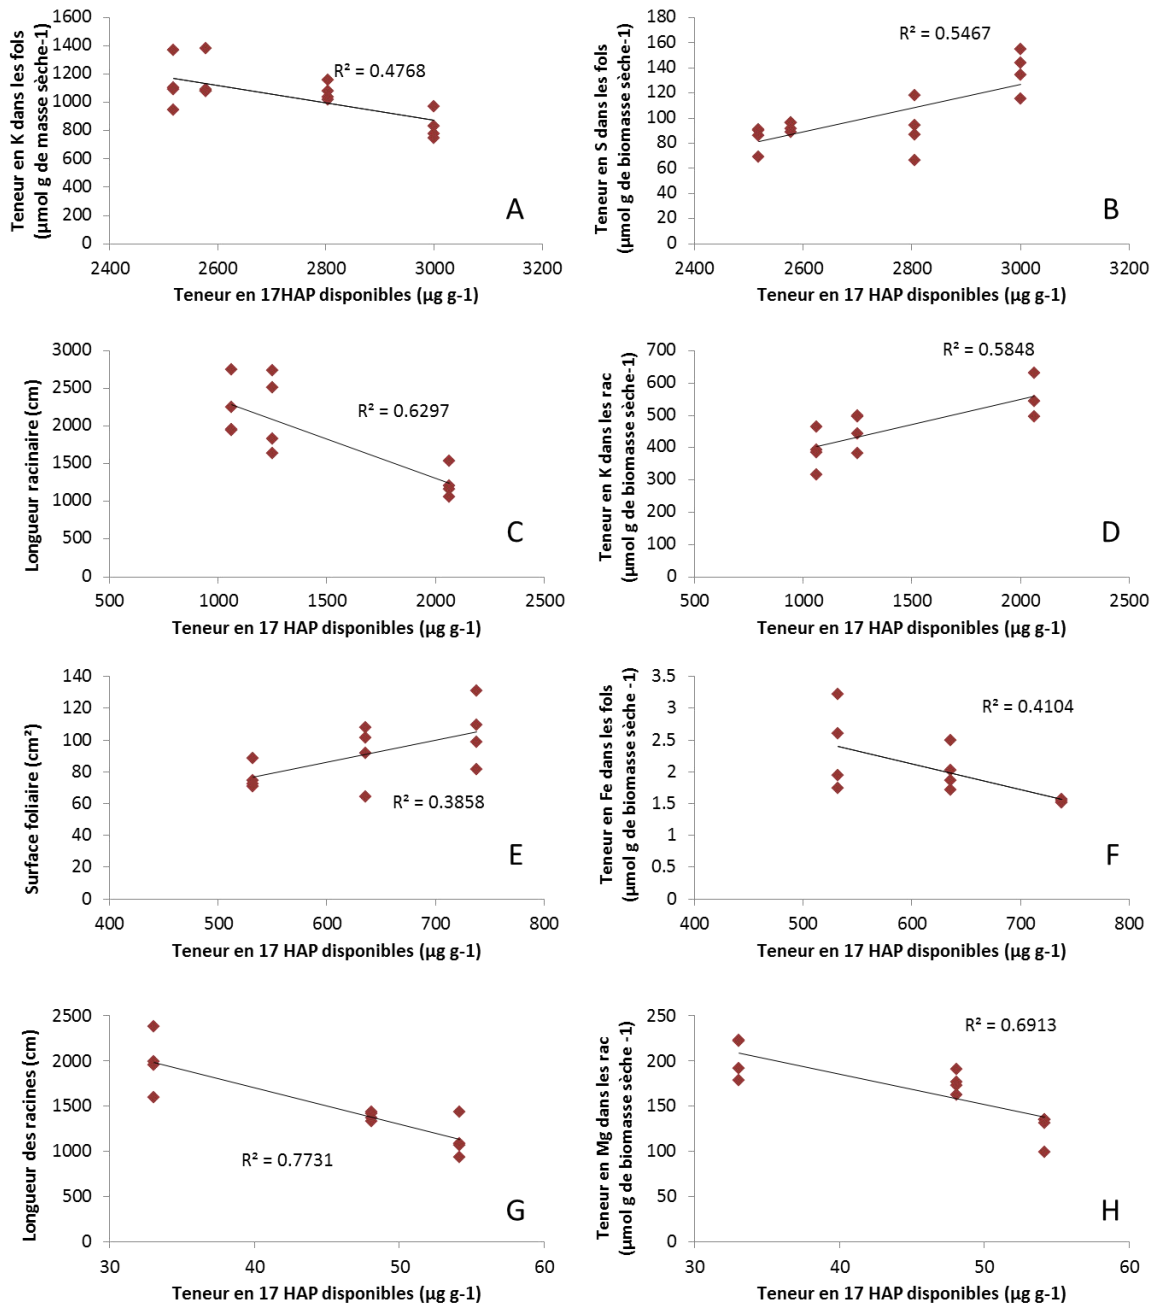 Teneur en K dans les fols
(µmol g de masse sèche-1)
1600
1400
1200
1000
800
600
400
200
0
R² = 0.4768
A
2400 2600 2800 3000 3200
Teneur en 17HAP disponibles (µg g-1)
Teneur en S dans les fols
(µmol g de biomasse sèche-1)
180
160
140
120
100
80
60
40
20
0
R² = 0.5467
B
2400 2600 2800 3000 3200
Teneur en 17 HAP disponibles (µg g-1)
Longueur racinaire (cm)
3000
2500
2000
1500
1000
500
0
R² = 0.6297
C
500 1000 1500 2000 2500
Teneur en 17 HAP disponibles (µg g-1)
Teneur en K dans les rac
(µmol g de biomasse sèche-1)
700
600
500
400
300
200
100
0
R² = 0.5848
D
500 1000 1500 2000 2500
Teneur en 17 HAP disponibles (µg g-1)
Surface foliaire (cm²)
140
120
100
80
60
40
20
0
R² = 0.3858
E
400 500 600 700 800
Teneur en 17 HAP disponibles (µg g-1)
Teneur en Fe dans les fols
(µmol g de biomasse sèche -1)
3.5
3
2.5
2
1.5
1
0.5
0
R² = 0.4104
F
400 500 600 700 800
Teneur en 17 HAP disponibles (µg g-1)
Longueur des racines (cm)
2500
2000
1500
1000
500
0
R² = 0.7731
G
30 40 50 60
Teneur en 17 HAP disponibles (µg g-1)
Teneur en Mg dans les rac
(µmol g de biomasse sèche -1)
250
200
150
100
50
0
R² = 0.6913
H
30 40 50 60
Teneur en 17 HAP disponibles (µg g-1)